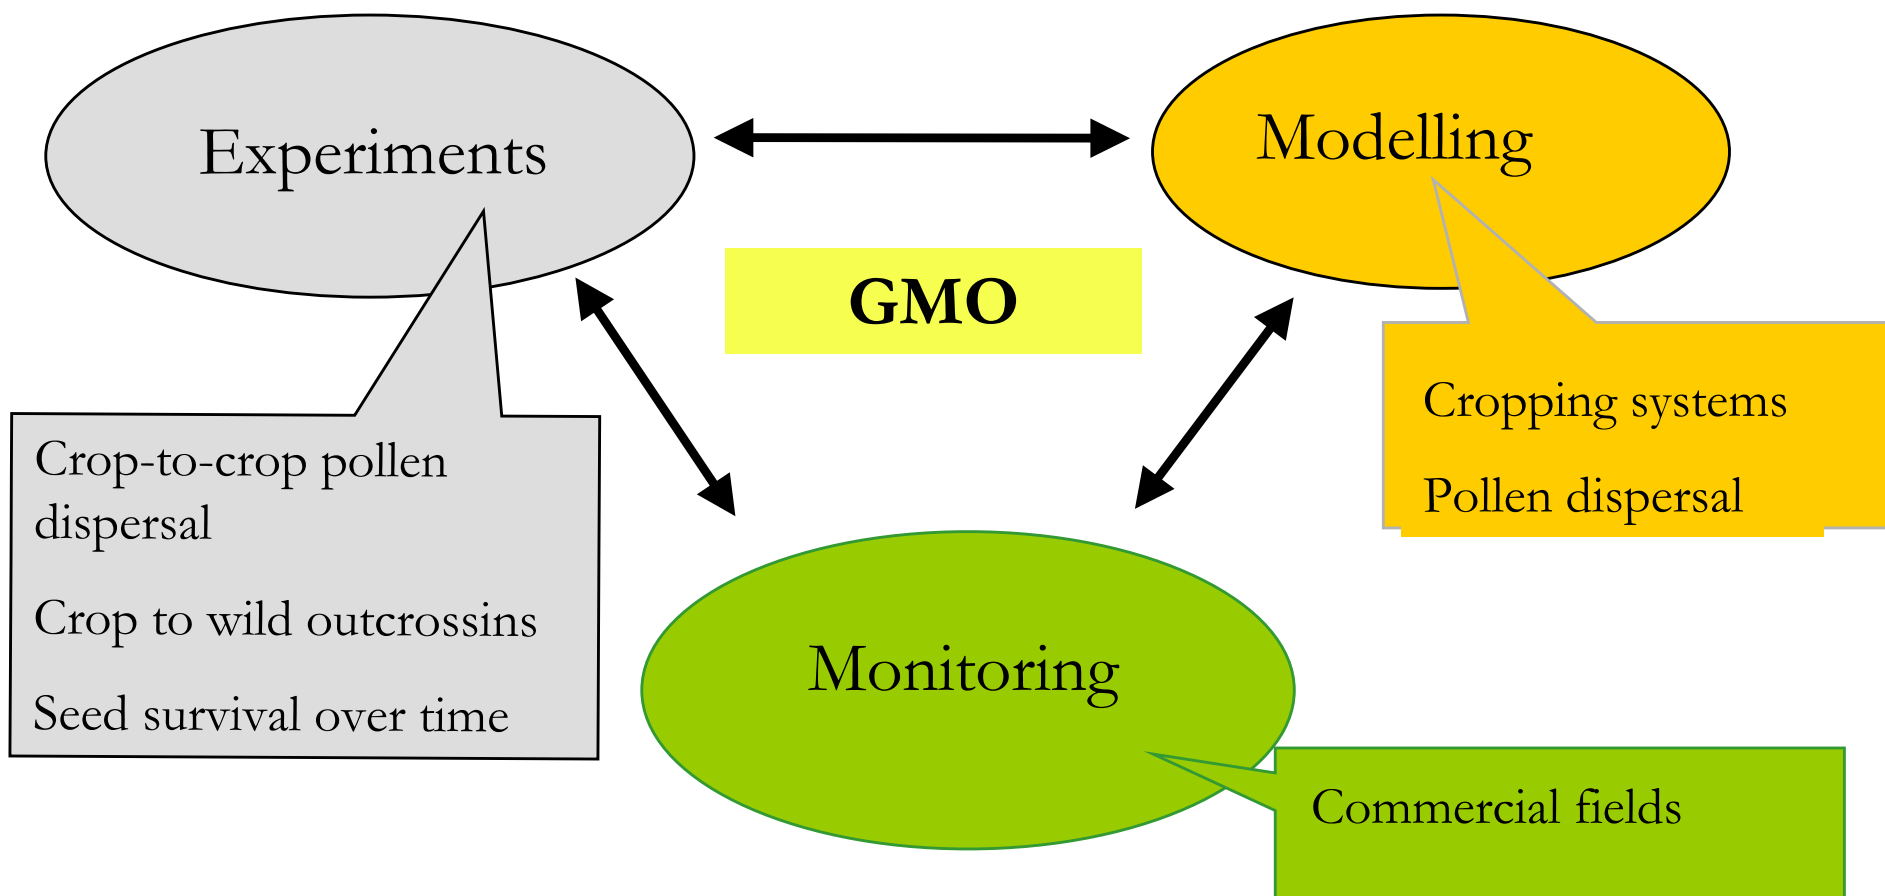 Experiments
Modelling
GMO
Cropping systems
Pollen dispersal
Crop-to-crop pollen
dispersal
Crop to wild outcrossins
Seed survival over time
Monitoring
Commercial fields